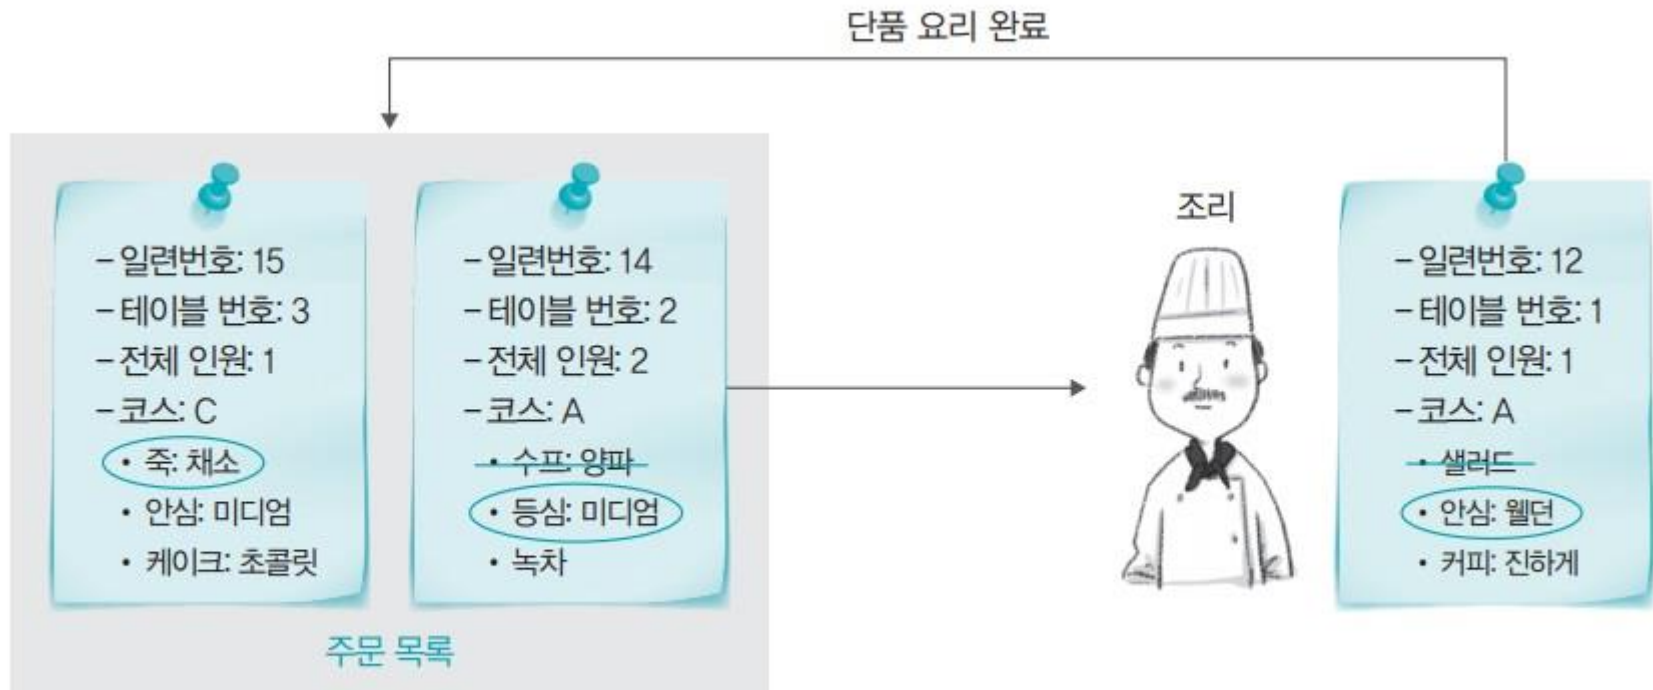 단품 요리 완료
– 일련번호: 15
– 테이블 번호: 3
– 전체 인원: 1
– 코스: C
• 죽: 채소
• 안심: 미디엄
• 케이크: 초콜릿
– 일련번호: 14
– 테이블 번호: 2
– 전체 인원: 2
– 코스: A
• 수프: 양파
• 등심: 미디엄
• 녹차
주문 목록
조리
– 일련번호: 12
– 테이블 번호: 1
– 전체 인원: 1
– 코스: A
• 샐러드
• 안심: 웰던
• 커피: 진하게